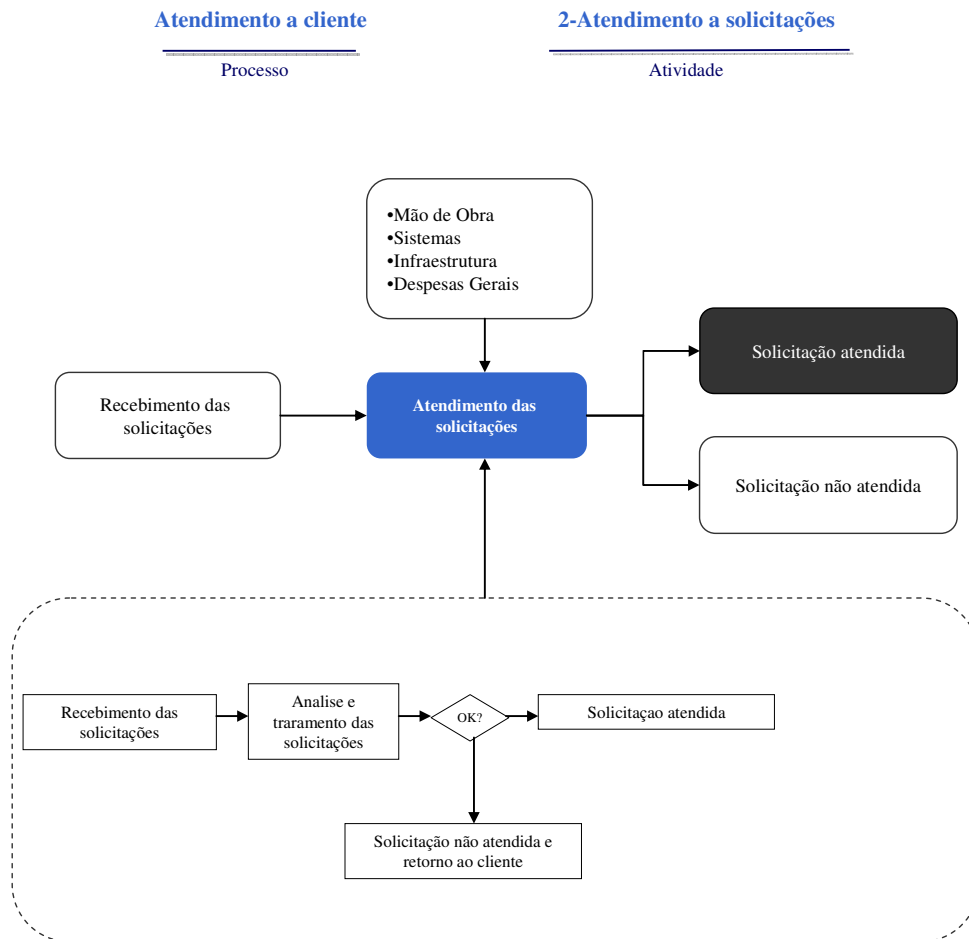 Atendimento a cliente
2-Atendimento a solicitações
Processo
Atividade
•Mão de Obra
•Sistemas
•Infraestrutura
•Despesas Gerais
Solicitação atendida
Recebimento das
solicitações
Atendimento das
solicitações
Solicitação não atendida
Recebimento das
solicitações
Analise e
traramento das
solicitações
OK?
Solicitaçao atendida
Solicitação não atendida e
retorno ao cliente